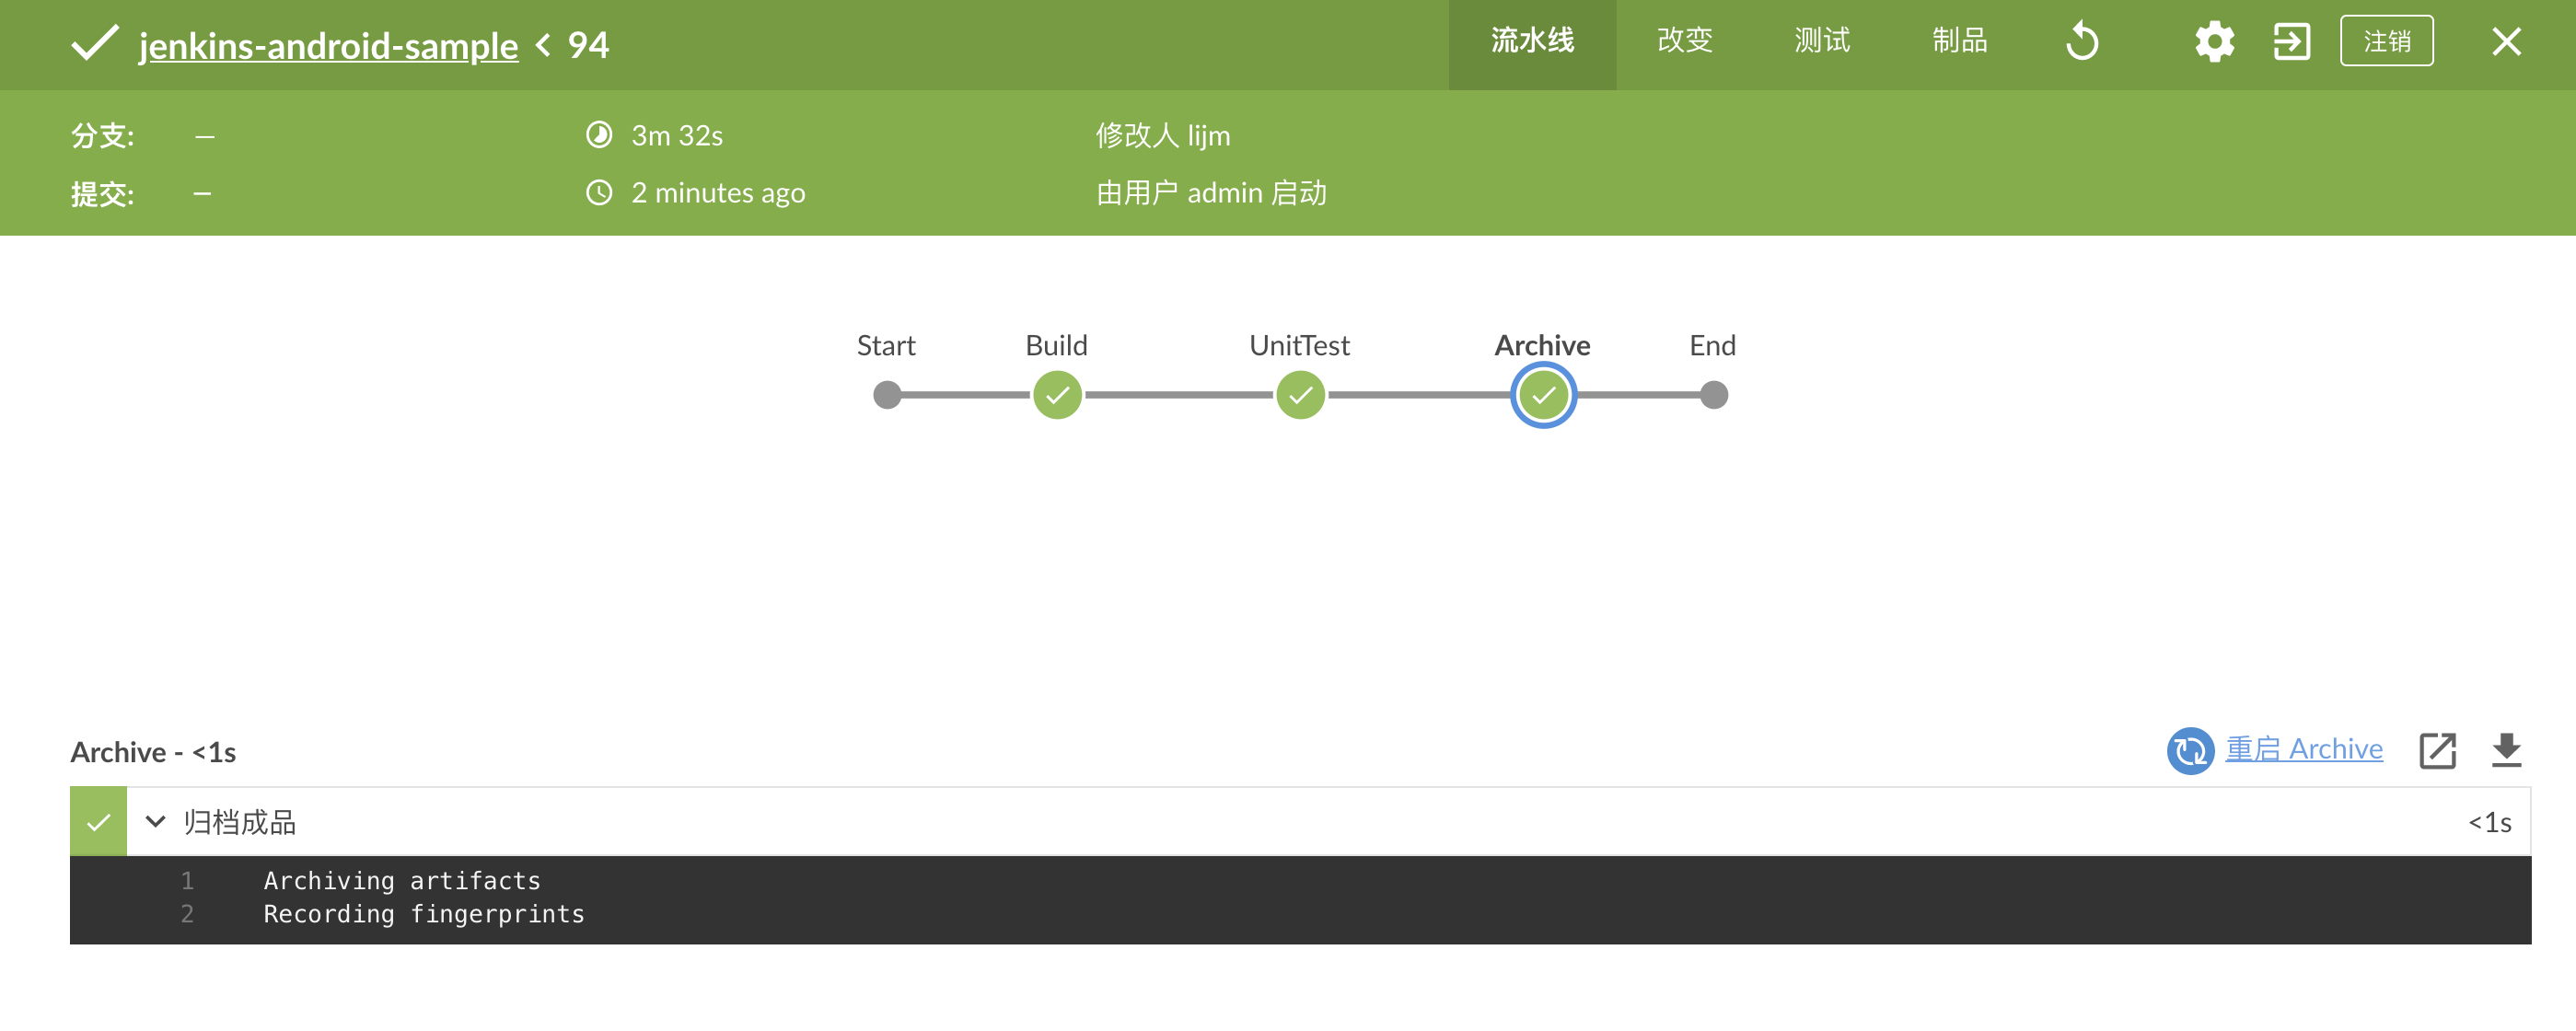 jenkins-android-sample < 94
流水线 改变 测试 制品 注销
分支: — 3m 32s 修改人 lijm
提交: — 2 minutes ago 由用户 admin 启动
Start Build UnitTest Archive End
Archive - <1s 重启 Archive
归档成品 <1s
1 Archiving artifacts
2 Recording fingerprints